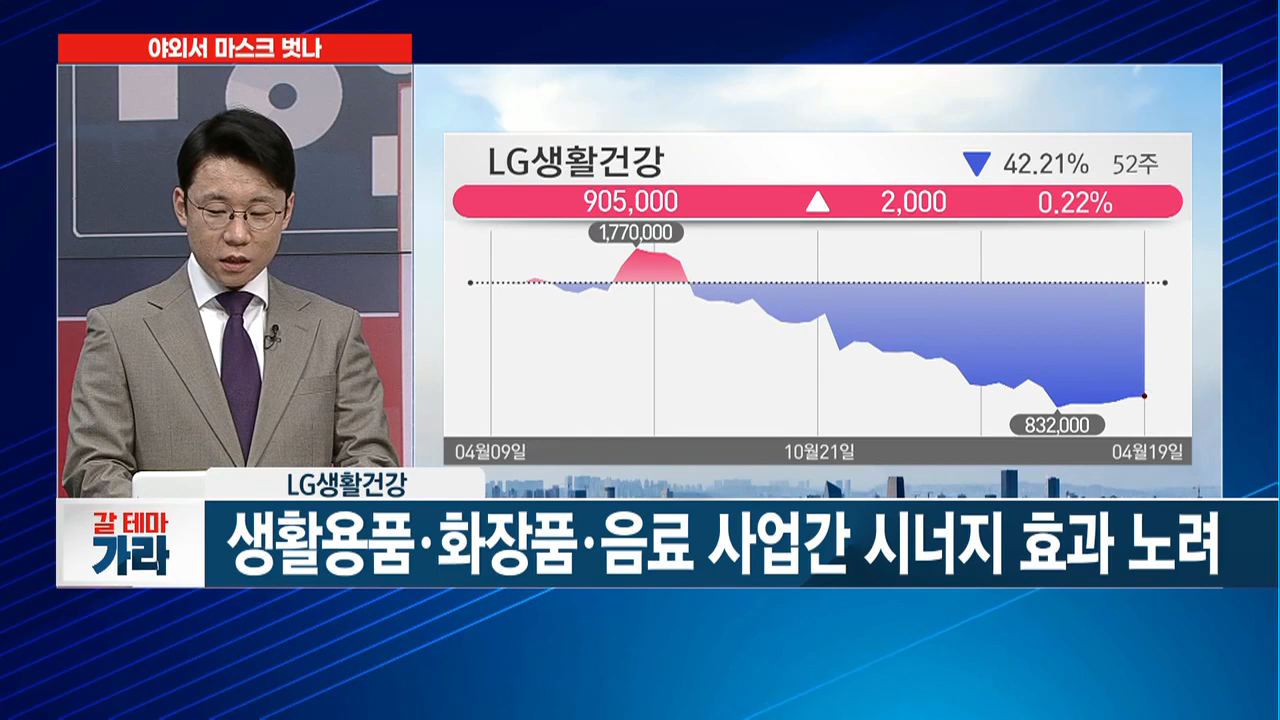 야외서 마스크 벗나
LG생활건강 ▼ 42.21% 52주
905,000 ▲ 2,000 0.22%
1,770,000
832,000
04월09일 10월21일 04월19일
LG생활건강
갈 테마
가라
생활용품·화장품·음료 사업간 시너지 효과 노려